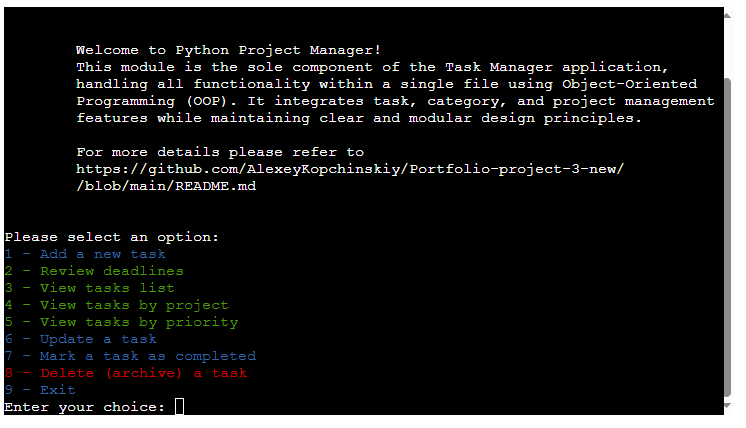 Welcome to Python Project Manager!
This module is the sole component of the Task Manager application,
handling all functionality within a single file using Object-Oriented
Programming (OOP). It integrates task, category, and project management
features while maintaining clear and modular design principles.
For more details please refer to
https://github.com/AlexeyKopchinskiy/Portfolio-project-3-new/
/blob/main/README.md
Please select an option:
1 - Add a new task
2 - Review deadlines
3 - View tasks list
4 - View tasks by project
5 - View tasks by priority
6 - Update a task
7 - Mark a task as completed
8 - Delete (archive) a task
9 - Exit
Enter your choice: